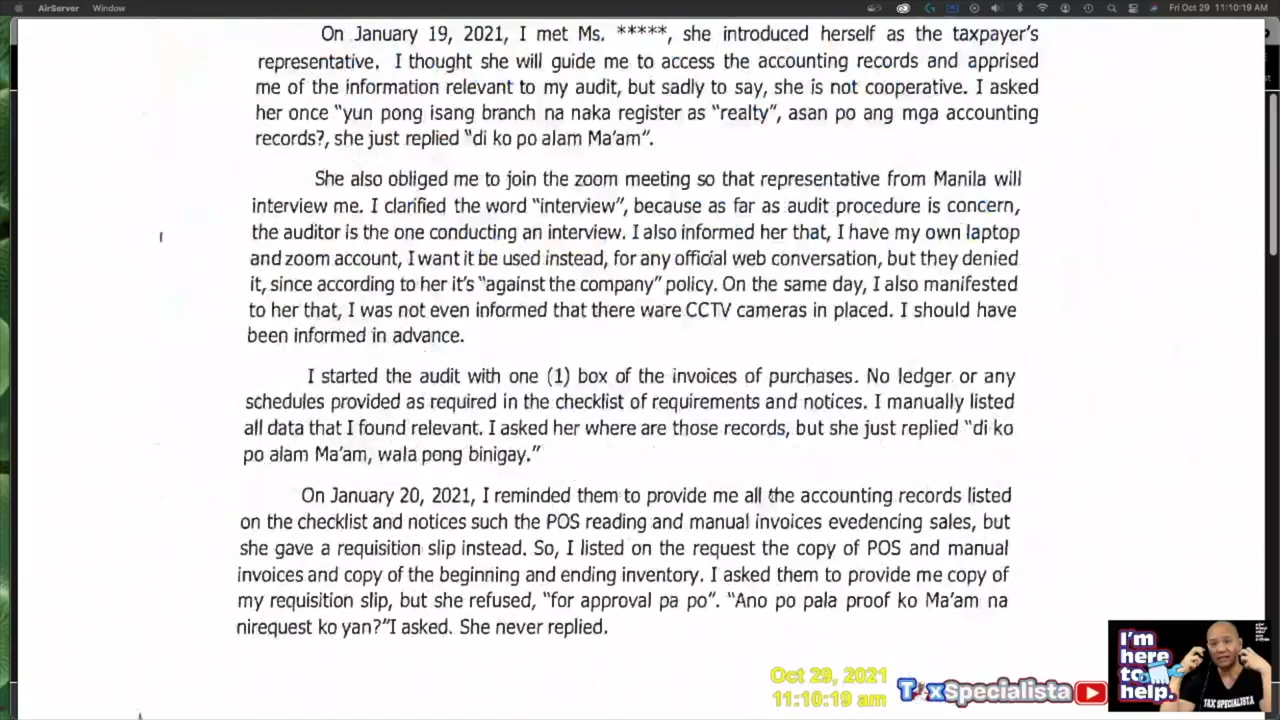 AirServer Window Fri Oct 29 11:10:19 AM
On January 19, 2021, I met Ms. *****, she introduced herself as the taxpayer's
representative. I thought she will guide me to access the accounting records and apprised
me of the information relevant to my audit, but sadly to say, she is not cooperative. I asked
her once "yun pong isang branch na naka register as "realty", asan po ang mga accounting
records?, she just replied "di ko po alam Ma'am".
She also obliged me to join the zoom meeting so that representative from Manila will
interview me. I clarified the word "interview", because as far as audit procedure is concern,
the auditor is the one conducting an interview. I also informed her that, I have my own laptop
and zoom account, I want it be used instead, for any official web conversation, but they denied
it, since according to her it's "against the company" policy. On the same day, I also manifested
to her that, I was not even informed that there ware CCTV cameras in placed. I should have
been informed in advance.
I started the audit with one (1) box of the invoices of purchases. No ledger or any
schedules provided as required in the checklist of requirements and notices. I manually listed
all data that I found relevant. I asked her where are those records, but she just replied "di ko
po alam Ma'am, wala pong binigay."
On January 20, 2021, I reminded them to provide me all the accounting records listed
on the checklist and notices such the POS reading and manual invoices evedencing sales, but
she gave a requisition slip instead. So, I listed on the request the copy of POS and manual
invoices and copy of the beginning and ending inventory. I asked them to provide me copy of
my requisition slip, but she refused, "for approval pa po". "Ano po pala proof ko Ma'am na
nirequest ko yan?"I asked. She never replied.
Oct 29, 2021
11:10:19 am
TaxSpecialista
I'm
here
to
help.
TAX SPECIALISTA